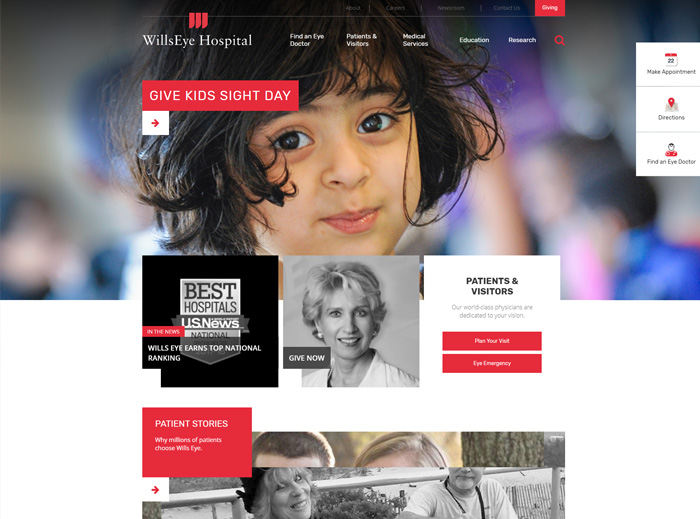 About
Careers
Newsroom
Contact Us
Giving
WillsEye Hospital
Find an Eye
Doctor
Patients &
Visitors
Medical
Services
Education
Research
22
Make Appointment
Directions
Find an Eye Doctor
GIVE KIDS SIGHT DAY
BEST
HOSPITALS
U.S.News
NATIONAL
IN THE NEWS
WILLS EYE EARNS TOP NATIONAL
RANKING
GIVE NOW
PATIENTS &
VISITORS
Our world-class physicians are
dedicated to your vision.
Plan Your Visit
Eye Emergency
PATIENT STORIES
Why millions of patients
choose Wills Eye.